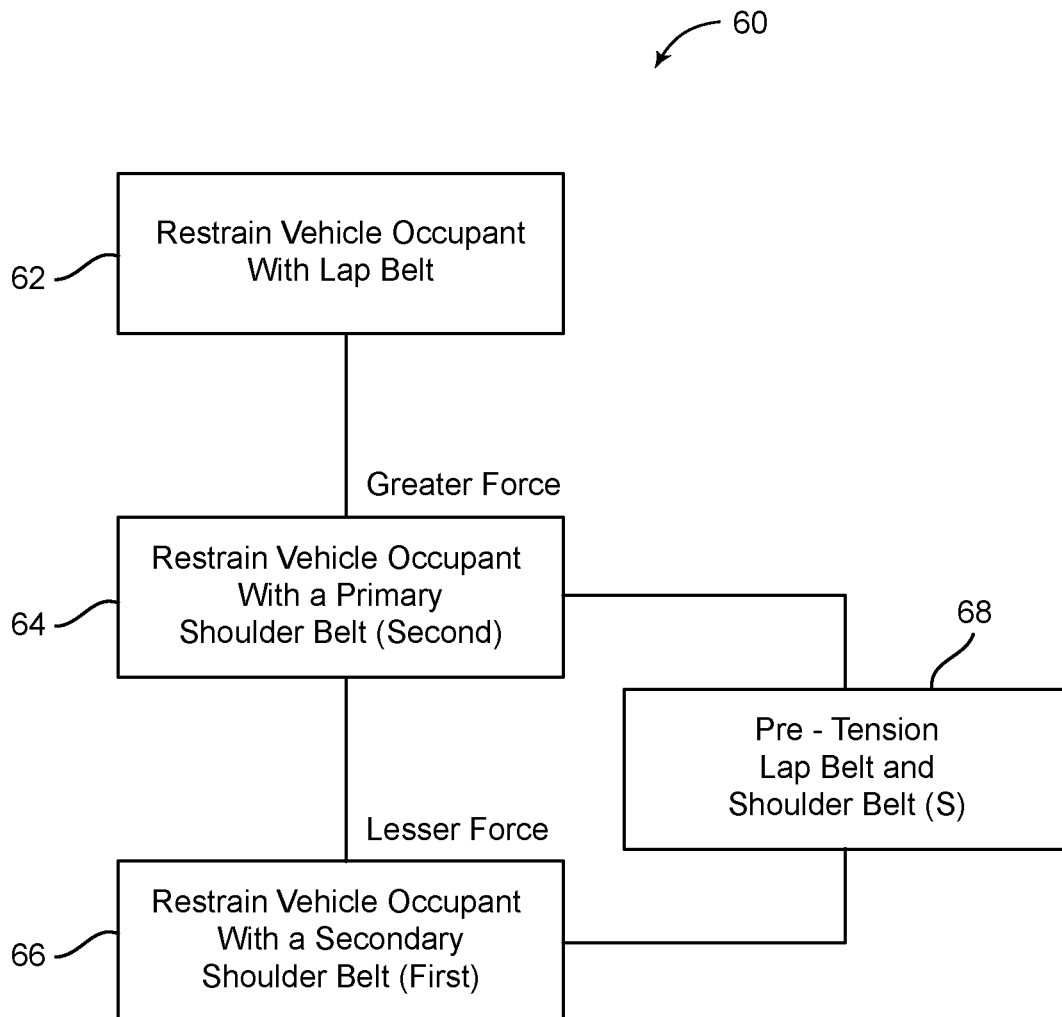 60
Restrain Vehicle Occupant
With Lap Belt
62
Greater Force
Restrain Vehicle Occupant
With a Primary
Shoulder Belt (Second)
64
68
Pre - Tension
Lap Belt and
Shoulder Belt (S)
Lesser Force
Restrain Vehicle Occupant
With a Secondary
Shoulder Belt (First)
66